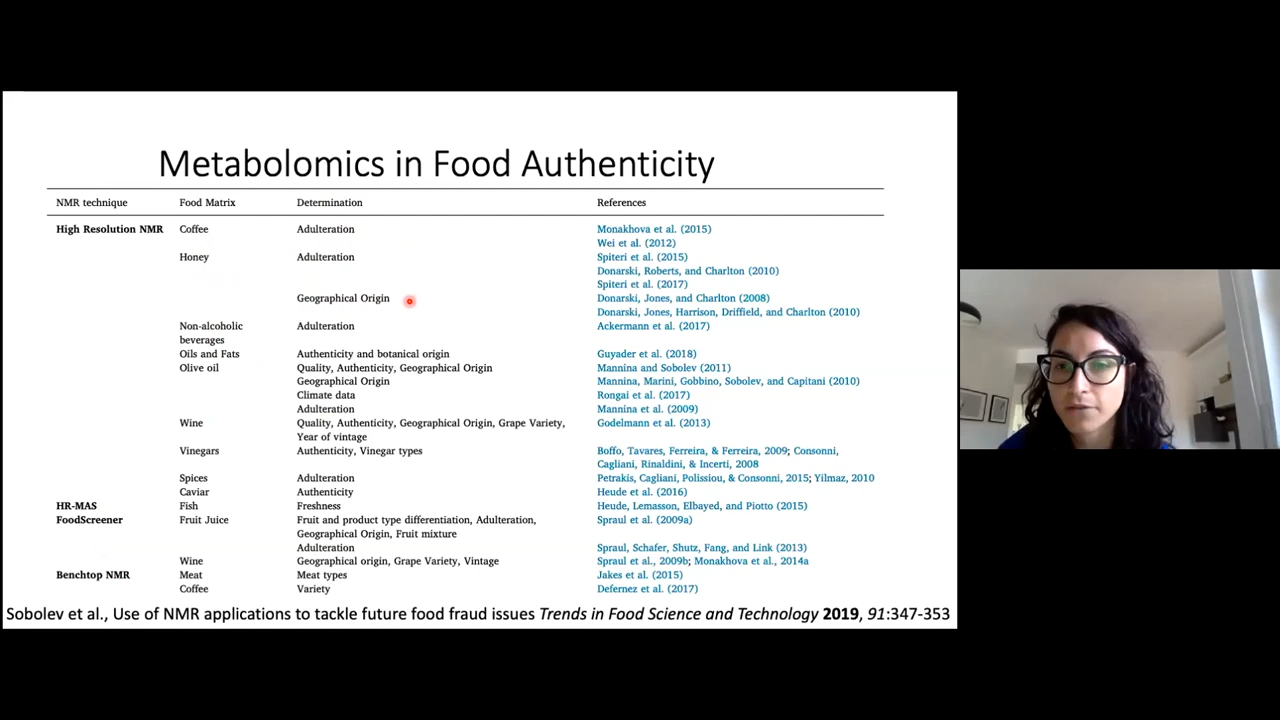 Metabolomics in Food Authenticity
NMR technique Food Matrix Determination References
High Resolution NMR Coffee Adulteration Monakhova et al. (2015)
Wei et al. (2012)
Honey Adulteration Spiteri et al. (2015)
Donarski, Roberts, and Charlton (2010)
Spiteri et al. (2017)
Geographical Origin Donarski, Jones, and Charlton (2008)
Donarski, Jones, Harrison, Driffield, and Charlton (2010)
Non-alcoholic Adulteration Ackermann et al. (2017)
beverages
Oils and Fats Authenticity and botanical origin Guyader et al. (2018)
Olive oil Quality, Authenticity, Geographical Origin Mannina and Sobolev (2011)
Geographical Origin Mannina, Marini, Gobbino, Sobolev, and Capitani (2010)
Climate data Rongai et al. (2017)
Adulteration Mannina et al. (2009)
Wine Quality, Authenticity, Geographical Origin, Grape Variety, Godelmann et al. (2013)
Year of vintage
Vinegars Authenticity, Vinegar types Boffo, Tavares, Ferreira, & Ferreira, 2009; Consonni,
Cagliani, Rinaldini, & Incerti, 2008
Spices Adulteration Petrakis, Cagliani, Polissiou, & Consonni, 2015; Yilmaz, 2010
Caviar Authenticity Heude et al. (2016)
HR-MAS Fish Freshness Heude, Lemasson, Elbayed, and Piotto (2015)
FoodScreener Fruit Juice Fruit and product type differentiation, Adulteration, Spraul et al. (2009a)
Geographical Origin, Fruit mixture
Adulteration Spraul, Schafer, Shutz, Fang, and Link (2013)
Wine Geographical origin, Grape Variety, Vintage Spraul et al., 2009b; Monakhova et al., 2014a
Benchtop NMR Meat Meat types Jakes et al. (2015)
Coffee Variety Defernez et al. (2017)
Sobolev et al., Use of NMR applications to tackle future food fraud issues Trends in Food Science and Technology 2019, 91:347-353